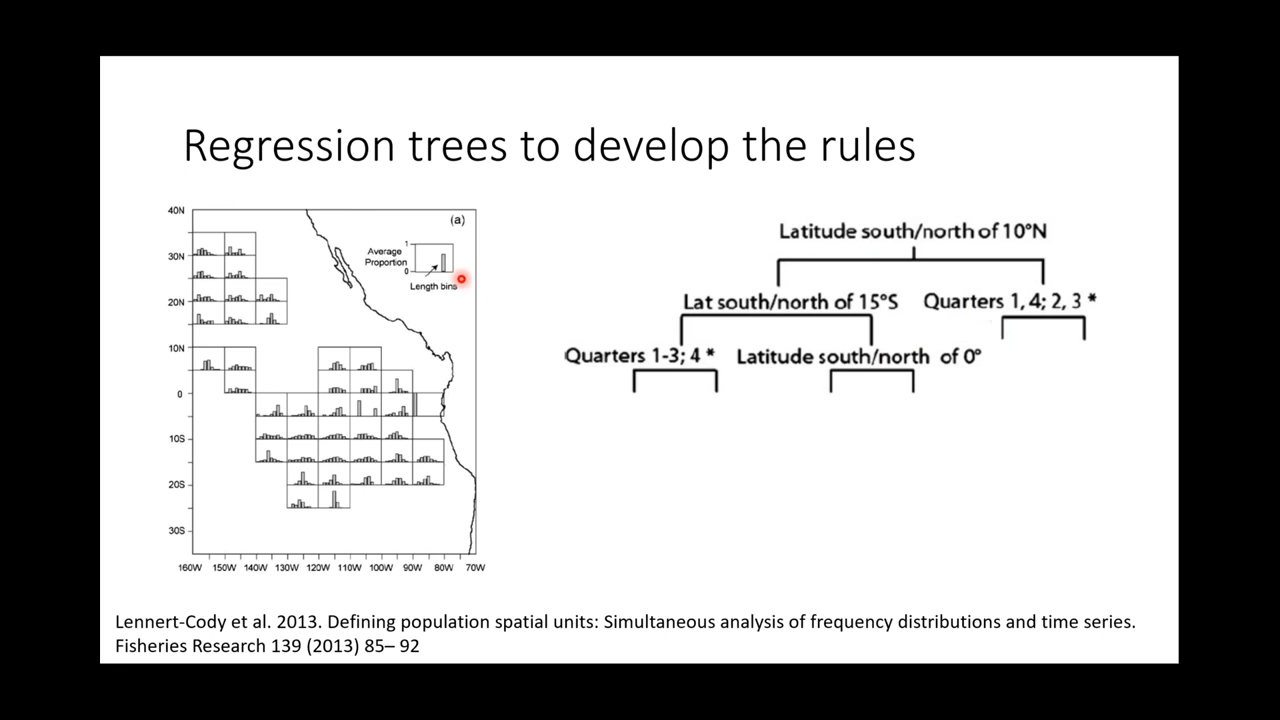 Regression trees to develop the rules
40N
30N
20N
10N
0
10S
20S
30S
160W 150W 140W 130W 120W 110W 100W 90W 80W 70W
(a)
Average
Proportion
1
0
Length bins
Latitude south/north of 10°N
Lat south/north of 15°S
Quarters 1, 4; 2, 3 *
Quarters 1-3; 4 *
Latitude south/north of 0°
Lennert-Cody et al. 2013. Defining population spatial units: Simultaneous analysis of frequency distributions and time series.
Fisheries Research 139 (2013) 85– 92